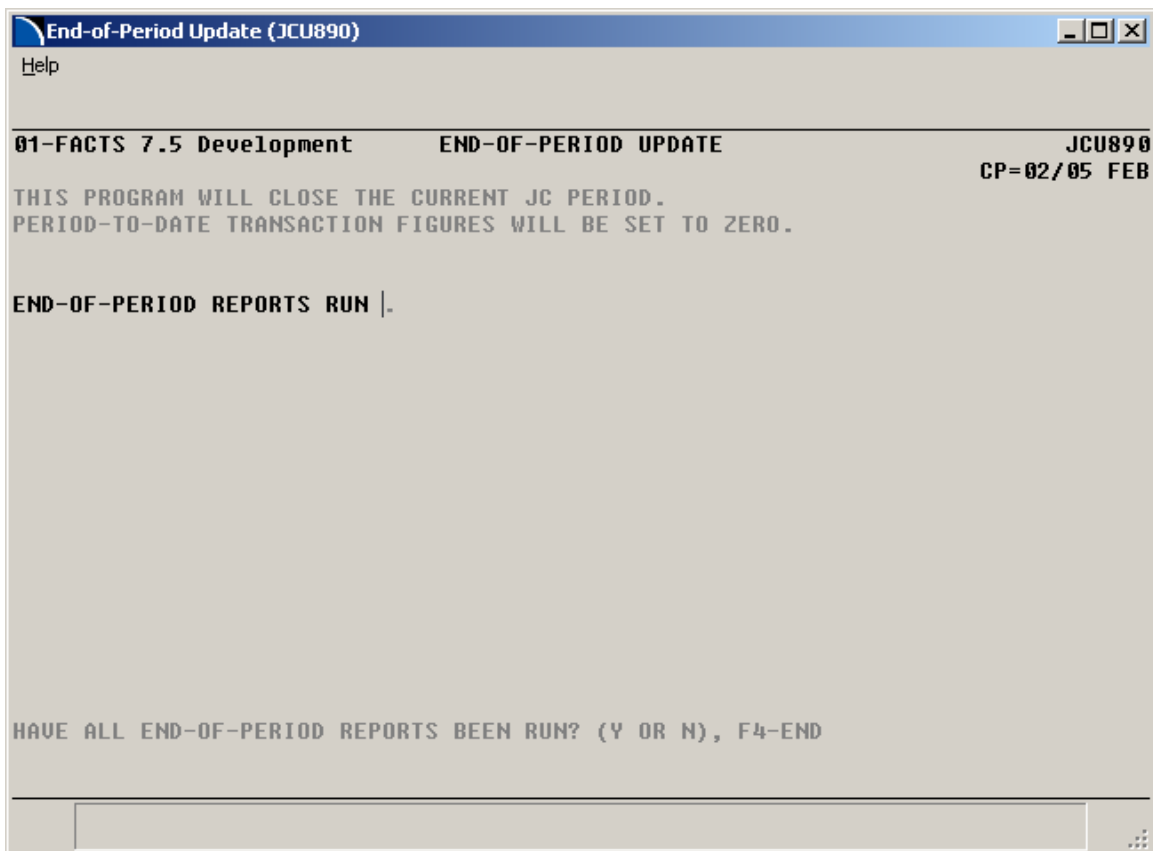 End-of-Period Update (JCU890)
Help
01-FACTS 7.5 Development END-OF-PERIOD UPDATE JCU890
CP=02/05 FEB
THIS PROGRAM WILL CLOSE THE CURRENT JC PERIOD.
PERIOD-TO-DATE TRANSACTION FIGURES WILL BE SET TO ZERO.
END-OF-PERIOD REPORTS RUN .
HAVE ALL END-OF-PERIOD REPORTS BEEN RUN? (Y OR N), F4-END